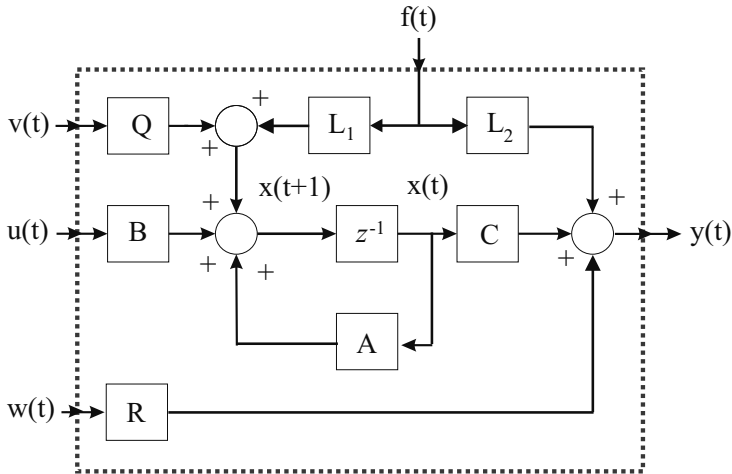 f(t)
v(t) Q + + L₁ L₂
x(t+1) x(t)
+ +
u(t) B + + z⁻¹ C + y(t)
A
w(t) R